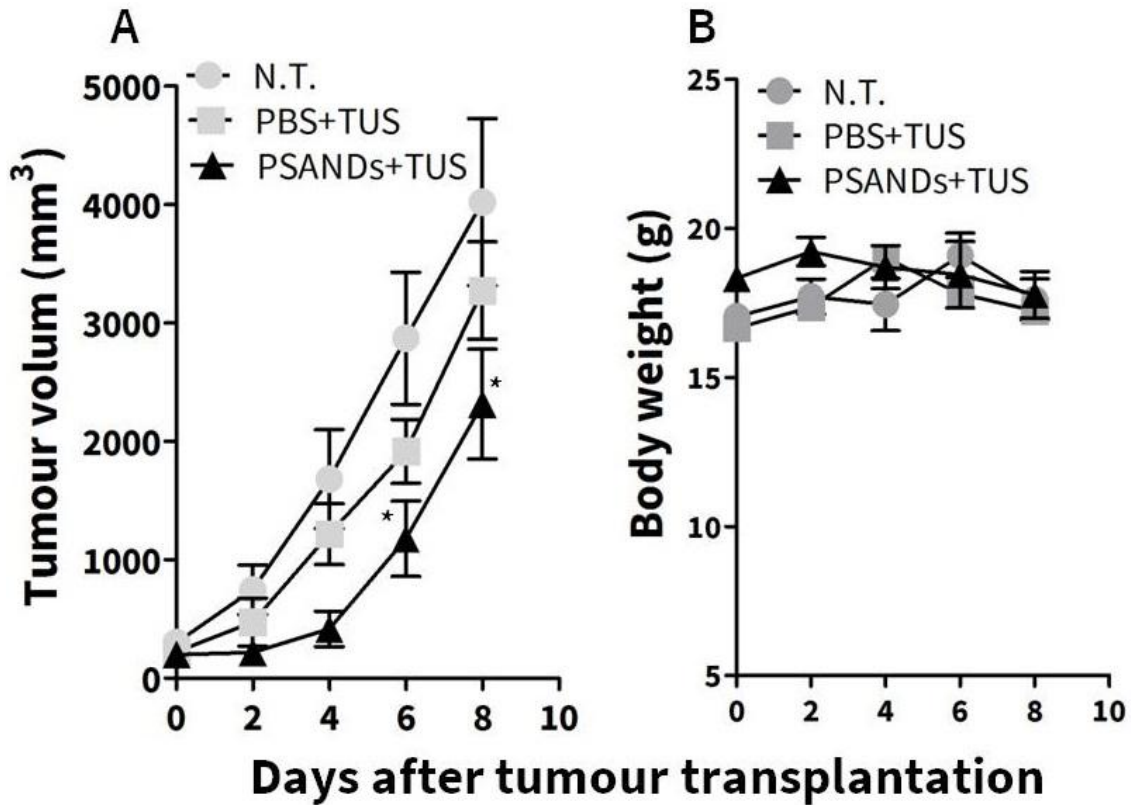 A
N.T.
PBS+TUS
PSANDs+TUS
5000
4000
3000
2000
1000
0
Tumour volum (mm³)
*
*
0 2 4 6 8 10
B
N.T.
PBS+TUS
PSANDs+TUS
25
20
15
10
5
Body weight (g)
0 2 4 6 8 10
Days after tumour transplantation